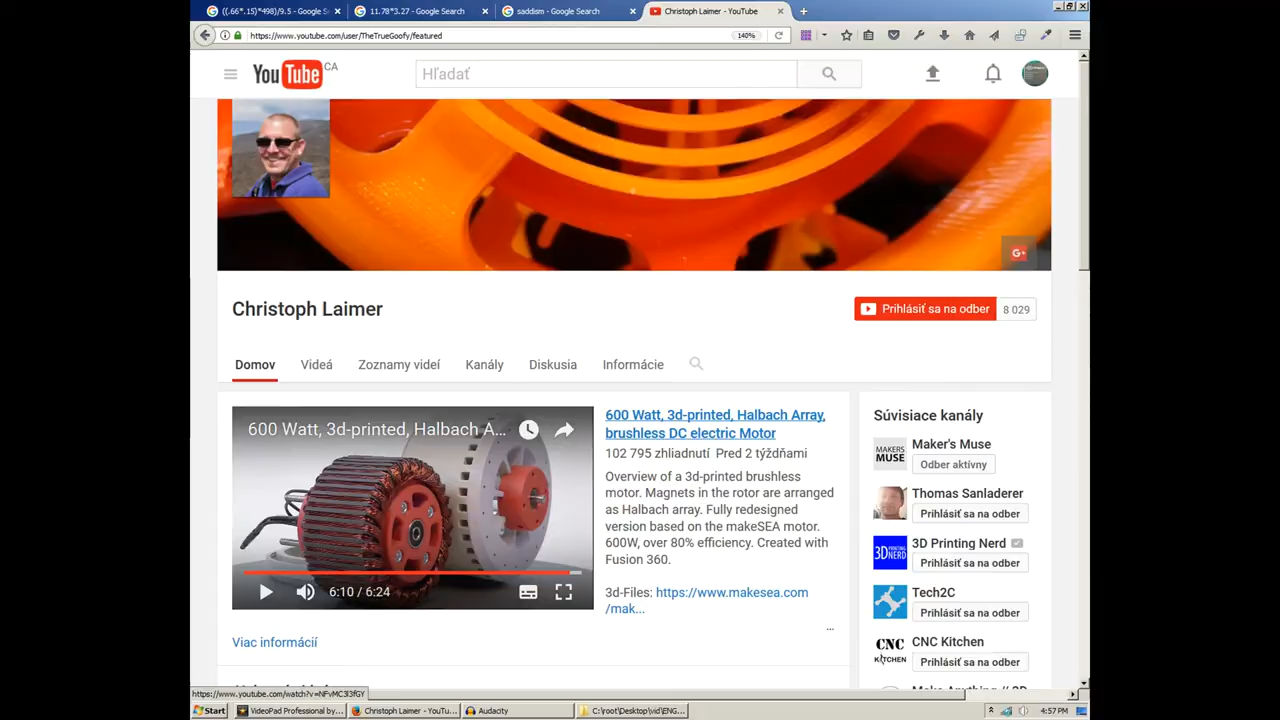 ((.66*.15)*498)/9.5 - Google S...
11.78*3.27 - Google Search
saddism - Google Search
Christoph Laimer - YouTube
https://www.youtube.com/user/TheTrueGoofy/featured
140%
YouTube CA
Hľadať
G+
Christoph Laimer
Prihlásiť sa na odber 8 029
Domov Videá Zoznamy videí Kanály Diskusia Informácie
600 Watt, 3d-printed, Halbach A...
6:10 / 6:24
600 Watt, 3d-printed, Halbach Array,
brushless DC electric Motor
102 795 zhliadnutí Pred 2 týždňami
Overview of a 3d-printed brushless
motor. Magnets in the rotor are arranged
as Halbach array. Fully redesigned
version based on the makeSEA motor.
600W, over 80% efficiency. Created with
Fusion 360.
3d-Files: https://www.makesea.com
/mak...
...
Viac informácií
Súvisiace kanály
MAKERS
MUSE
Maker's Muse
Odber aktívny
Thomas Sanladerer
Prihlásiť sa na odber
3D Printing Nerd
Prihlásiť sa na odber
Tech2C
Prihlásiť sa na odber
CNC
KITCHEN
CNC Kitchen
Prihlásiť sa na odber
https://www.youtube.com/watch?v=NFvMC3l3fGY
Start
VideoPad Professional by...
Christoph Laimer - YouTu...
Audacity
C:\root\Desktop\vid\ENG...
4:57 PM